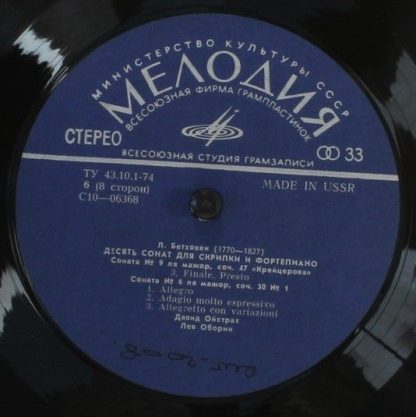 МИНИСТЕРСТВО КУЛЬТУРЫ СССР
МЕЛОДИЯ
ВСЕСОЮЗНАЯ ФИРМА ГРАМПЛАСТИНОК
СТЕРЕО
33
ВСЕСОЮЗНАЯ СТУДИЯ ГРАМЗАПИСИ
ТУ 43.10.1-74
6 (8 сторон)
С10—06368
MADE IN USSR
Л. Бетховен (1770—1827)
ДЕСЯТЬ СОНАТ ДЛЯ СКРИПКИ И ФОРТЕПИАНО
Соната № 9 ля мажор, соч. 47 «Крейцерова»
3. Finale. Presto
Соната № 6 ля мажор, соч. 30 № 1
1. Allegro
2. Adagio molto espressivo
3. Allegretto con variazioni
Давид Ойстрах
Лев Оборин